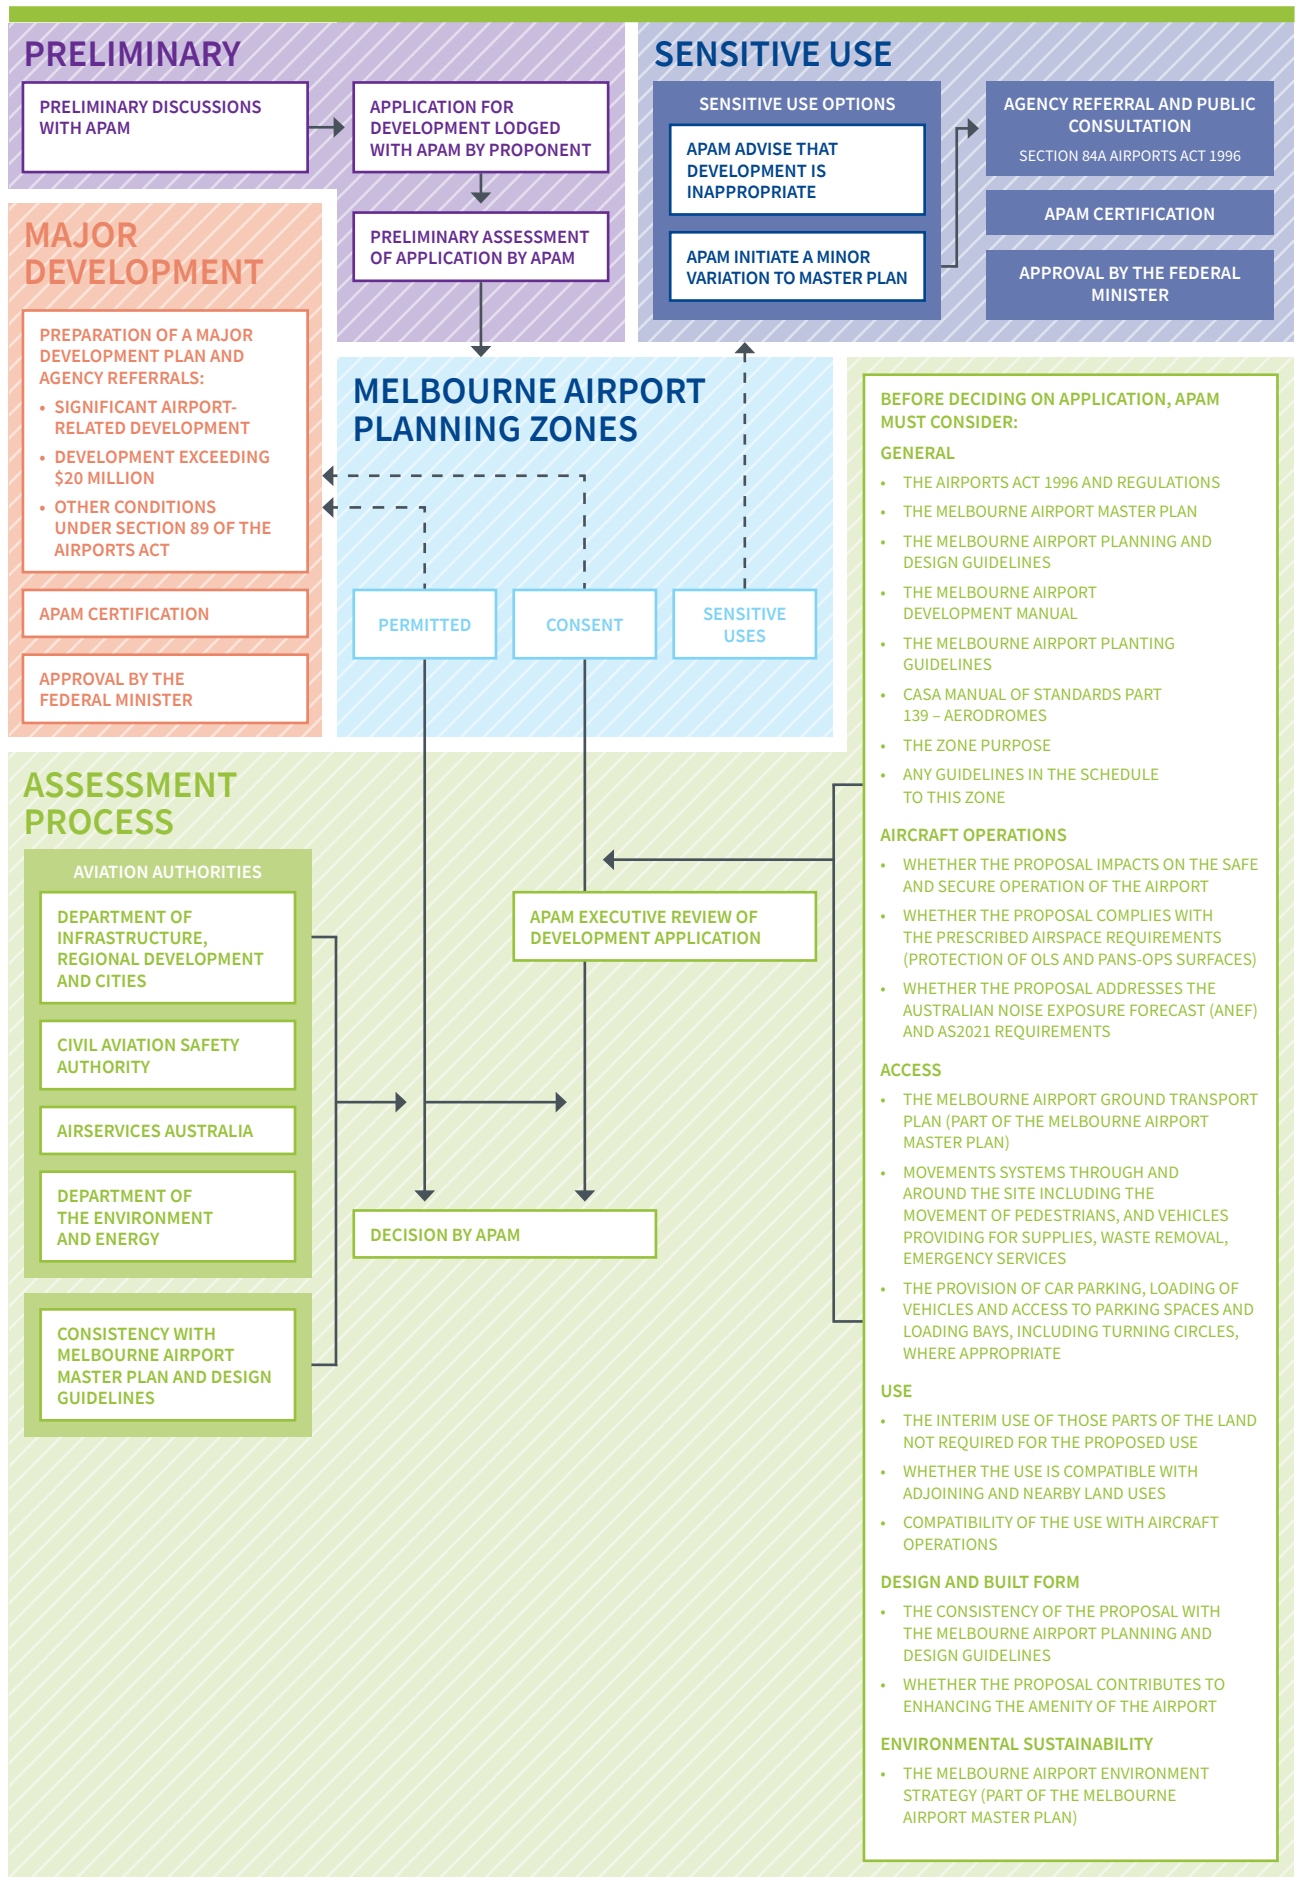 PRELIMINARY
PRELIMINARY DISCUSSIONS
WITH APAM
APPLICATION FOR
DEVELOPMENT LODGED
WITH APAM BY PROPONENT
PRELIMINARY ASSESSMENT
OF APPLICATION BY APAM
SENSITIVE USE
SENSITIVE USE OPTIONS
APAM ADVISE THAT
DEVELOPMENT IS
INAPPROPRIATE
APAM INITIATE A MINOR
VARIATION TO MASTER PLAN
AGENCY REFERRAL AND PUBLIC
CONSULTATION
SECTION 84A AIRPORTS ACT 1996
APAM CERTIFICATION
APPROVAL BY THE FEDERAL
MINISTER
MAJOR
DEVELOPMENT
PREPARATION OF A MAJOR
DEVELOPMENT PLAN AND
AGENCY REFERRALS:
• SIGNIFICANT AIRPORT-
RELATED DEVELOPMENT
• DEVELOPMENT EXCEEDING
$20 MILLION
• OTHER CONDITIONS
UNDER SECTION 89 OF THE
AIRPORTS ACT
APAM CERTIFICATION
APPROVAL BY THE
FEDERAL MINISTER
MELBOURNE AIRPORT
PLANNING ZONES
PERMITTED
CONSENT
SENSITIVE
USES
ASSESSMENT
PROCESS
AVIATION AUTHORITIES
DEPARTMENT OF
INFRASTRUCTURE,
REGIONAL DEVELOPMENT
AND CITIES
CIVIL AVIATION SAFETY
AUTHORITY
AIRSERVICES AUSTRALIA
DEPARTMENT OF
THE ENVIRONMENT
AND ENERGY
CONSISTENCY WITH
MELBOURNE AIRPORT
MASTER PLAN AND DESIGN
GUIDELINES
APAM EXECUTIVE REVIEW OF
DEVELOPMENT APPLICATION
DECISION BY APAM
BEFORE DECIDING ON APPLICATION, APAM
MUST CONSIDER:
GENERAL
• THE AIRPORTS ACT 1996 AND REGULATIONS
• THE MELBOURNE AIRPORT MASTER PLAN
• THE MELBOURNE AIRPORT PLANNING AND
DESIGN GUIDELINES
• THE MELBOURNE AIRPORT
DEVELOPMENT MANUAL
• THE MELBOURNE AIRPORT PLANTING
GUIDELINES
• CASA MANUAL OF STANDARDS PART
139 – AERODROMES
• THE ZONE PURPOSE
• ANY GUIDELINES IN THE SCHEDULE
TO THIS ZONE
AIRCRAFT OPERATIONS
• WHETHER THE PROPOSAL IMPACTS ON THE SAFE
AND SECURE OPERATION OF THE AIRPORT
• WHETHER THE PROPOSAL COMPLIES WITH
THE PRESCRIBED AIRSPACE REQUIREMENTS
(PROTECTION OF OLS AND PANS-OPS SURFACES)
• WHETHER THE PROPOSAL ADDRESSES THE
AUSTRALIAN NOISE EXPOSURE FORECAST (ANEF)
AND AS2021 REQUIREMENTS
ACCESS
• THE MELBOURNE AIRPORT GROUND TRANSPORT
PLAN (PART OF THE MELBOURNE AIRPORT
MASTER PLAN)
• MOVEMENTS SYSTEMS THROUGH AND
AROUND THE SITE INCLUDING THE
MOVEMENT OF PEDESTRIANS, AND VEHICLES
PROVIDING FOR SUPPLIES, WASTE REMOVAL,
EMERGENCY SERVICES
• THE PROVISION OF CAR PARKING, LOADING OF
VEHICLES AND ACCESS TO PARKING SPACES AND
LOADING BAYS, INCLUDING TURNING CIRCLES,
WHERE APPROPRIATE
USE
• THE INTERIM USE OF THOSE PARTS OF THE LAND
NOT REQUIRED FOR THE PROPOSED USE
• WHETHER THE USE IS COMPATIBLE WITH
ADJOINING AND NEARBY LAND USES
• COMPATIBILITY OF THE USE WITH AIRCRAFT
OPERATIONS
DESIGN AND BUILT FORM
• THE CONSISTENCY OF THE PROPOSAL WITH
THE MELBOURNE AIRPORT PLANNING AND
DESIGN GUIDELINES
• WHETHER THE PROPOSAL CONTRIBUTES TO
ENHANCING THE AMENITY OF THE AIRPORT
ENVIRONMENTAL SUSTAINABILITY
• THE MELBOURNE AIRPORT ENVIRONMENT
STRATEGY (PART OF THE MELBOURNE
AIRPORT MASTER PLAN)